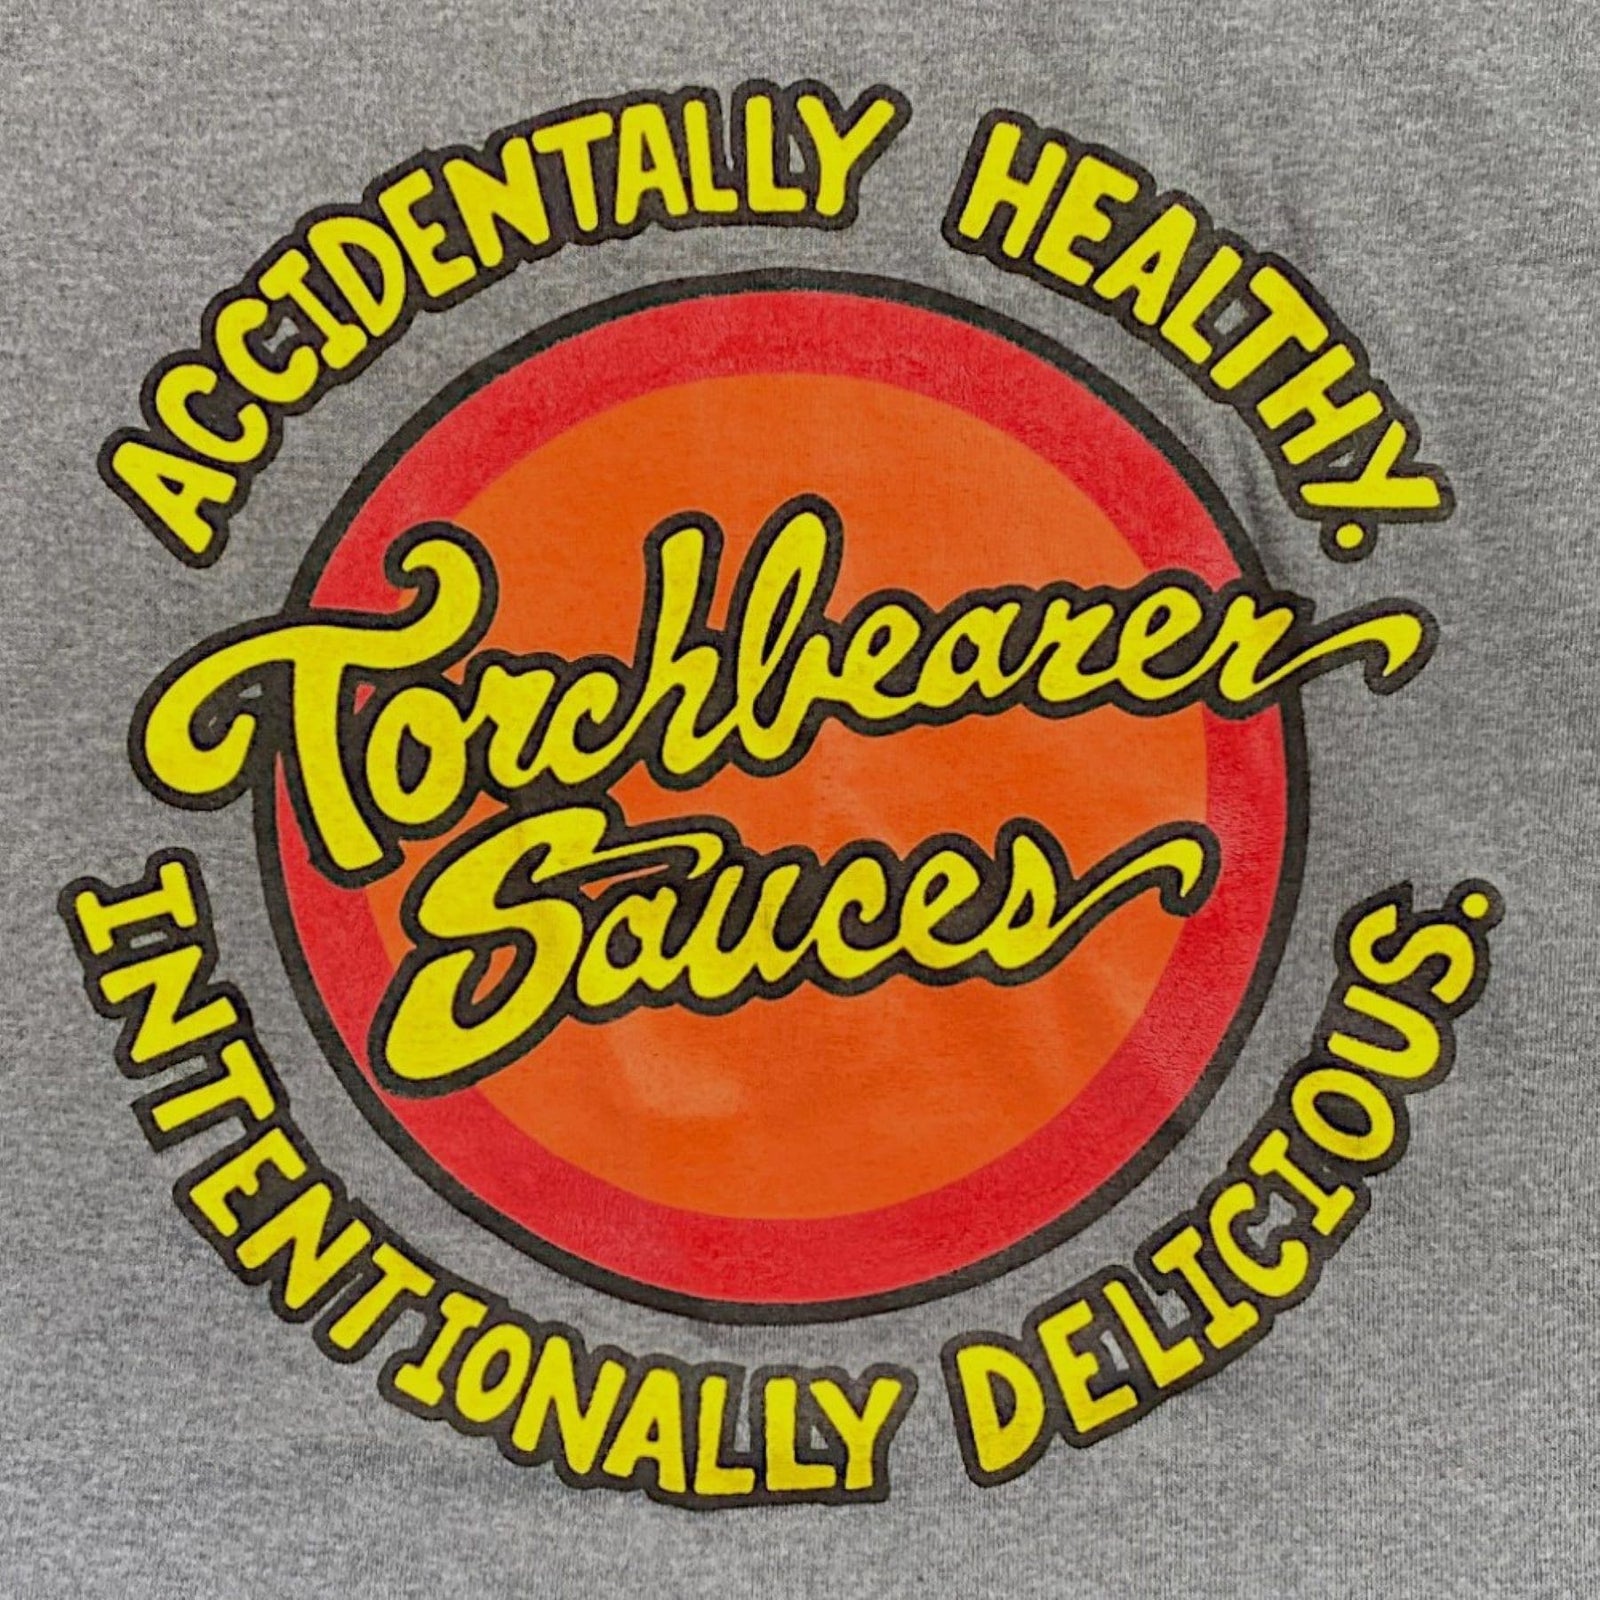 ACCIDENTALLY HEALTHY.
Torchbearer
Sauces
INTENTIONALLY DELICIOUS.